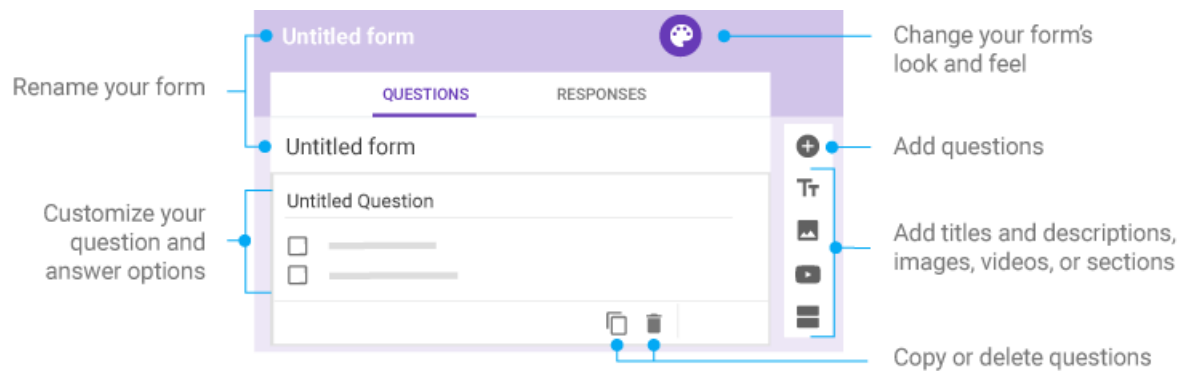 Untitled form
Change your form's
look and feel
Rename your form
QUESTIONS
RESPONSES
Untitled form
Add questions
Tт
Untitled Question
Customize your
question and
answer options
Add titles and descriptions,
images, videos, or sections
Copy or delete questions